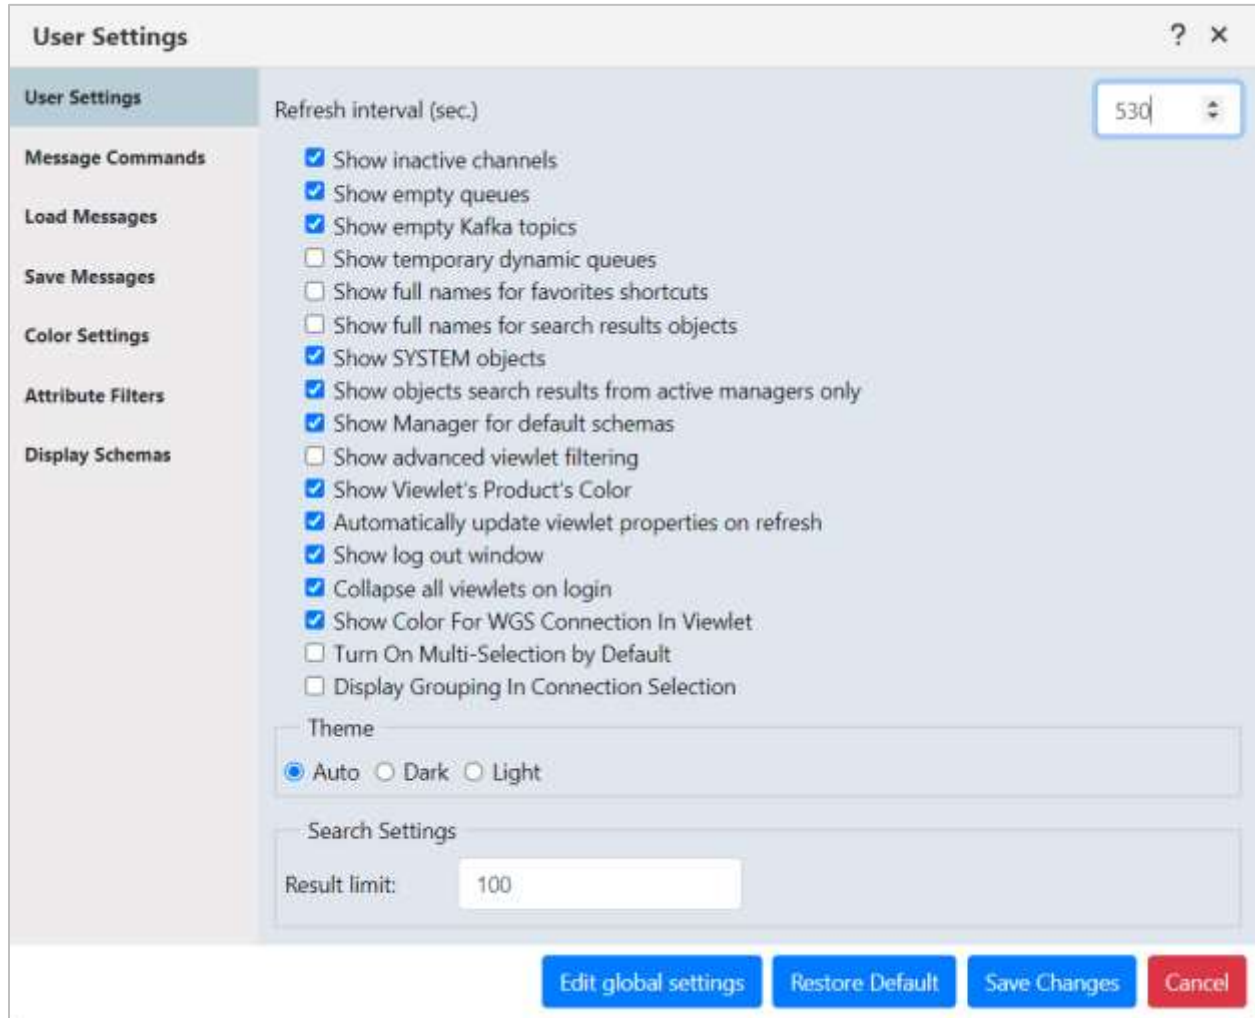 User Settings
? ×
User Settings
Message Commands
Load Messages
Save Messages
Color Settings
Attribute Filters
Display Schemas
Refresh interval (sec.)
530
Show inactive channels
Show empty queues
Show empty Kafka topics
Show temporary dynamic queues
Show full names for favorites shortcuts
Show full names for search results objects
Show SYSTEM objects
Show objects search results from active managers only
Show Manager for default schemas
Show advanced viewlet filtering
Show Viewlet's Product's Color
Automatically update viewlet properties on refresh
Show log out window
Collapse all viewlets on login
Show Color For WGS Connection In Viewlet
Turn On Multi-Selection by Default
Display Grouping In Connection Selection
Theme
Auto Dark Light
Search Settings
Result limit: 100
Edit global settings Restore Default Save Changes Cancel